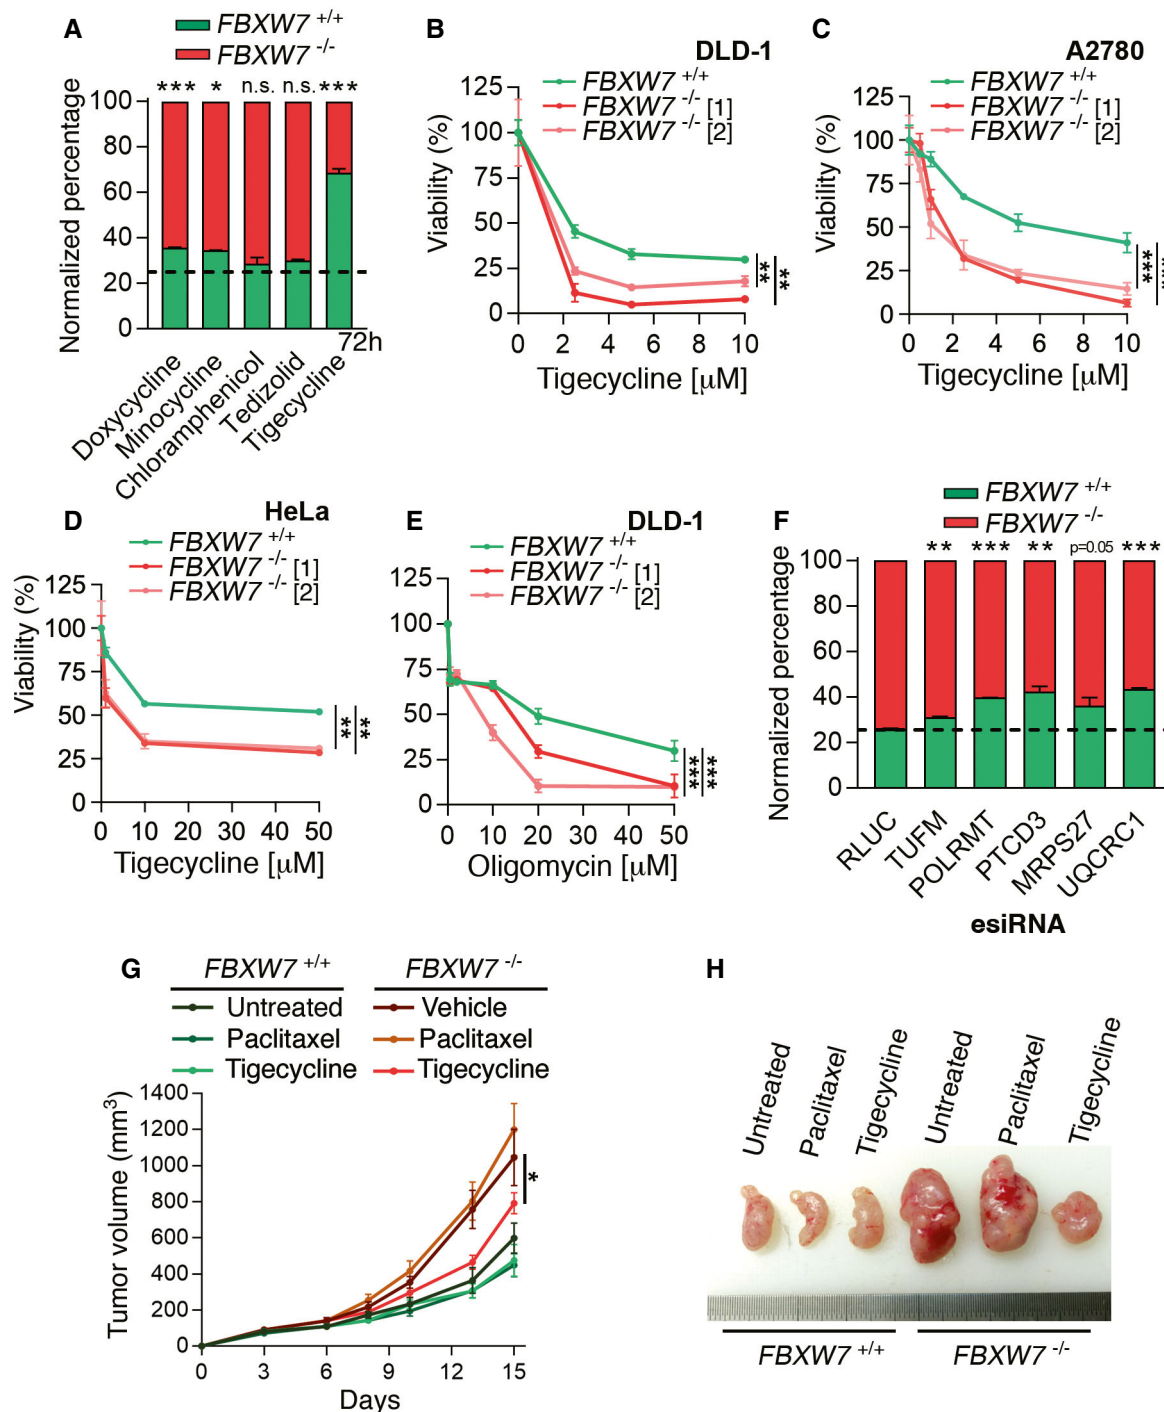 A
FBXW7 +/+
FBXW7 -/-
Normalized percentage
100
80
60
40
20
0
*** * n.s. n.s. ***
72h
Doxycycline
Minocycline
Chloramphenicol
Tedizolid
Tigecycline
B
DLD-1
FBXW7 +/+
FBXW7 -/- [1]
FBXW7 -/- [2]
Viability (%)
125
100
75
50
25
0
0 2 4 6 8 10
Tigecycline [μM]
**
**
C
A2780
FBXW7 +/+
FBXW7 -/- [1]
FBXW7 -/- [2]
Viability (%)
125
100
75
50
25
0
0 2 4 6 8 10
Tigecycline [μM]
***
***
D
HeLa
FBXW7 +/+
FBXW7 -/- [1]
FBXW7 -/- [2]
Viability (%)
125
100
75
50
25
0
0 10 20 30 40 50
Tigecycline [μM]
**
**
E
DLD-1
FBXW7 +/+
FBXW7 -/- [1]
FBXW7 -/- [2]
Viability (%)
125
100
75
50
25
0
0 10 20 30 40 50
Oligomycin [μM]
***
***
F
FBXW7 +/+
FBXW7 -/-
Normalized percentage
100
80
60
40
20
0
** *** ** p=0.05 ***
RLUC
TUFM
POLRMT
PTCD3
MRPS27
UQCRC1
esiRNA
G
FBXW7 +/+ FBXW7 -/-
Untreated Vehicle
Paclitaxel Paclitaxel
Tigecycline Tigecycline
Tumor volume (mm3)
1400
1200
1000
800
600
400
200
0
0 3 6 9 12 15
Days
*
H
Untreated
Paclitaxel
Tigecycline
Untreated
Paclitaxel
Tigecycline
FBXW7 +/+ FBXW7 -/-